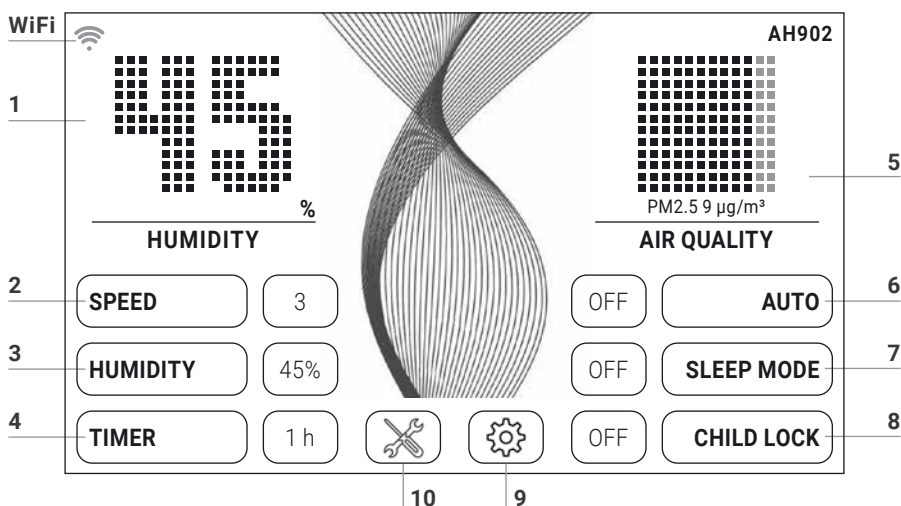 WiFi
AH902
1
45
%
HUMIDITY
5
PM2.5 9 µg/m³
AIR QUALITY
2
SPEED
3
OFF
AUTO
6
3
HUMIDITY
45%
OFF
SLEEP MODE
7
4
TIMER
1 h
OFF
CHILD LOCK
8
10
9